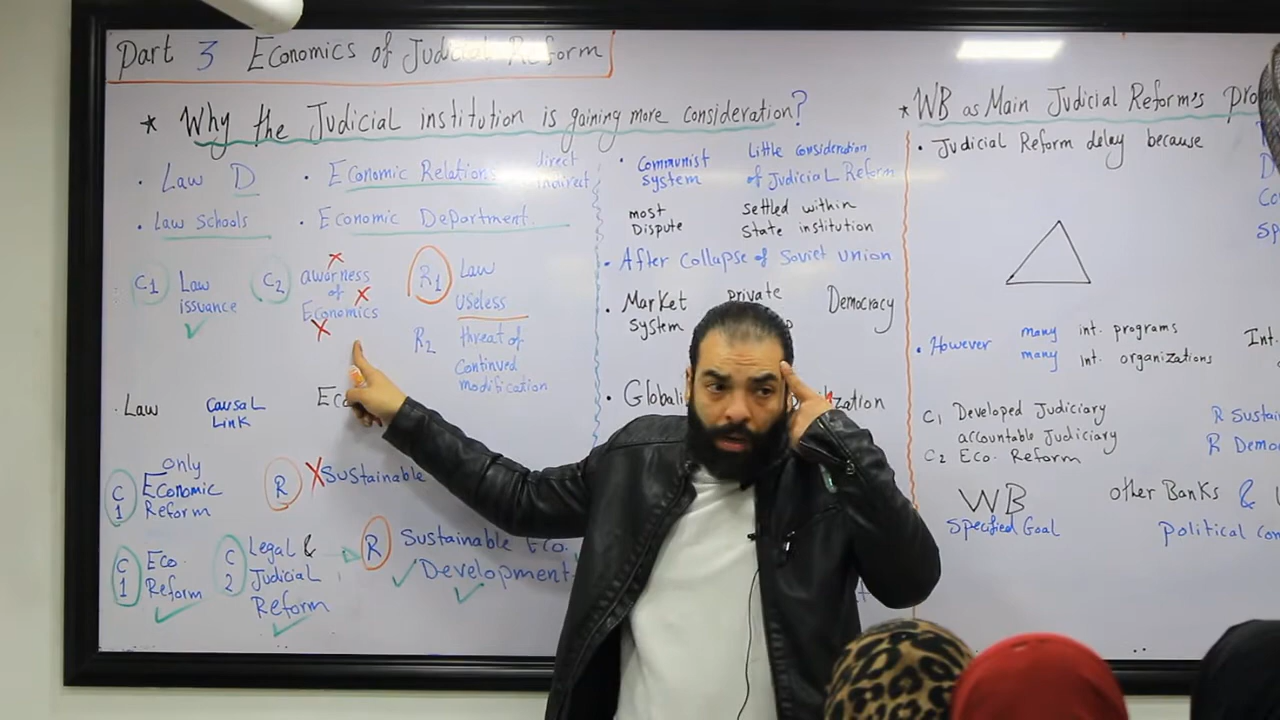 Part 3 Economics of Judicial Reform
* Why the Judicial institution is gaining more consideration?
· Law D
· Economic Relations direct
indirect
· Law schools
· Economic Department.
C1 Law
issuance
C2 awarness
of
Economics
R1 Law
useless
R2 threat of
continued
modification
· Law
Causal
Link
Eco
C1 only
Economic
Reform
R X Sustainable
C1 Eco.
Reform
C2 Legal &
Judicial
Reform
R Sustainable Eco.
Development
· Communist
system
Little consideration
of Judicial Reform
most
Dispute
settled within
state institution
· After collapse of Soviet Union
· Market
system
private
Democracy
· Globali
zation
* WB as Main Judicial Reform's prom
· Judicial Reform delay because
· However
many int. programs
many int. organizations
Int.
C1 Developed Judiciary
accountable Judiciary
C2 Eco. Reform
R Sustai
R Demo
WB
Specified Goal
other Banks &
Political con